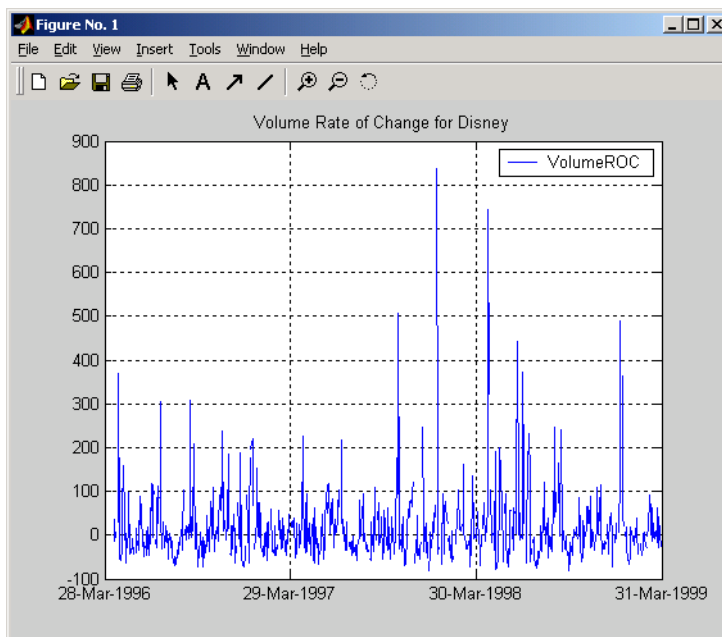 Figure No. 1
File Edit View Insert Tools Window Help
A
Volume Rate of Change for Disney
VolumeROC
900
800
700
600
500
400
300
200
100
0
-100
28-Mar-1996 29-Mar-1997 30-Mar-1998 31-Mar-1999